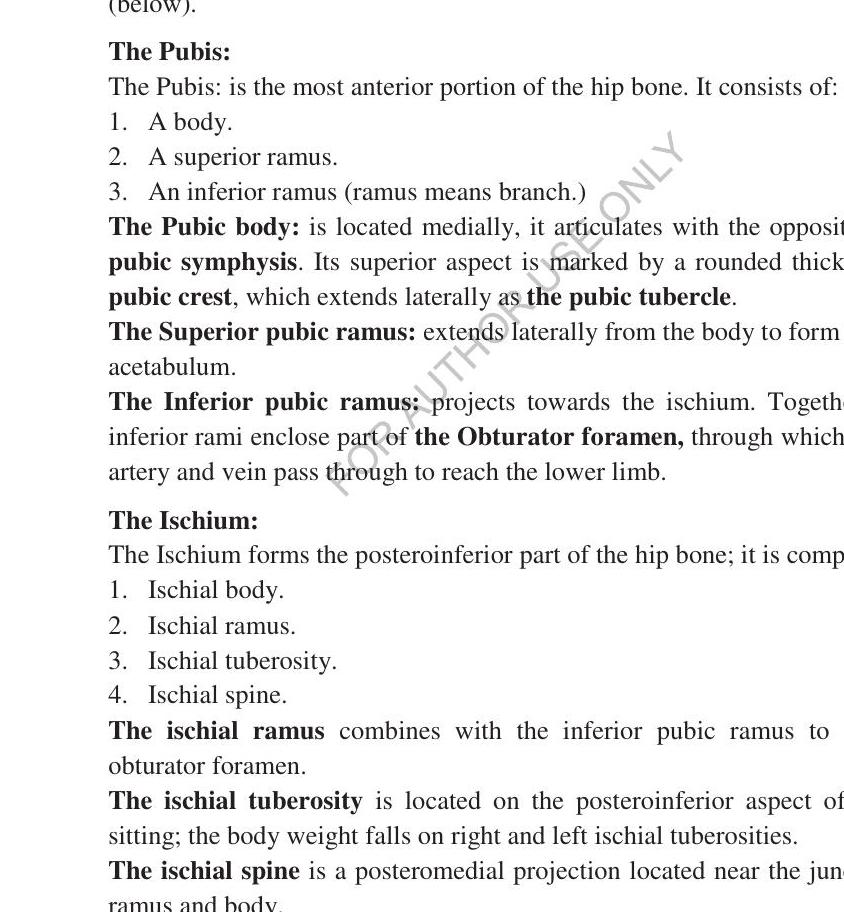 (below).
The Pubis:
The Pubis: is the most anterior portion of the hip bone. It consists of:
1. A body.
2. A superior ramus.
3. An inferior ramus (ramus means branch.)
The Pubic body: is located medially, it articulates with the opposit
pubic symphysis. Its superior aspect is marked by a rounded thick
pubic crest, which extends laterally as the pubic tubercle.
The Superior pubic ramus: extends laterally from the body to form
acetabulum.
The Inferior pubic ramus: projects towards the ischium. Togeth
inferior rami enclose part of the Obturator foramen, through which
artery and vein pass through to reach the lower limb.
The Ischium:
The Ischium forms the posteroinferior part of the hip bone; it is comp
1. Ischial body.
2. Ischial ramus.
3. Ischial tuberosity.
4. Ischial spine.
The ischial ramus combines with the inferior pubic ramus to
obturator foramen.
The ischial tuberosity is located on the posteroinferior aspect of
sitting; the body weight falls on right and left ischial tuberosities.
The ischial spine is a posteromedial projection located near the jun
ramus and body.
FOR AUTHOR USE ONLY